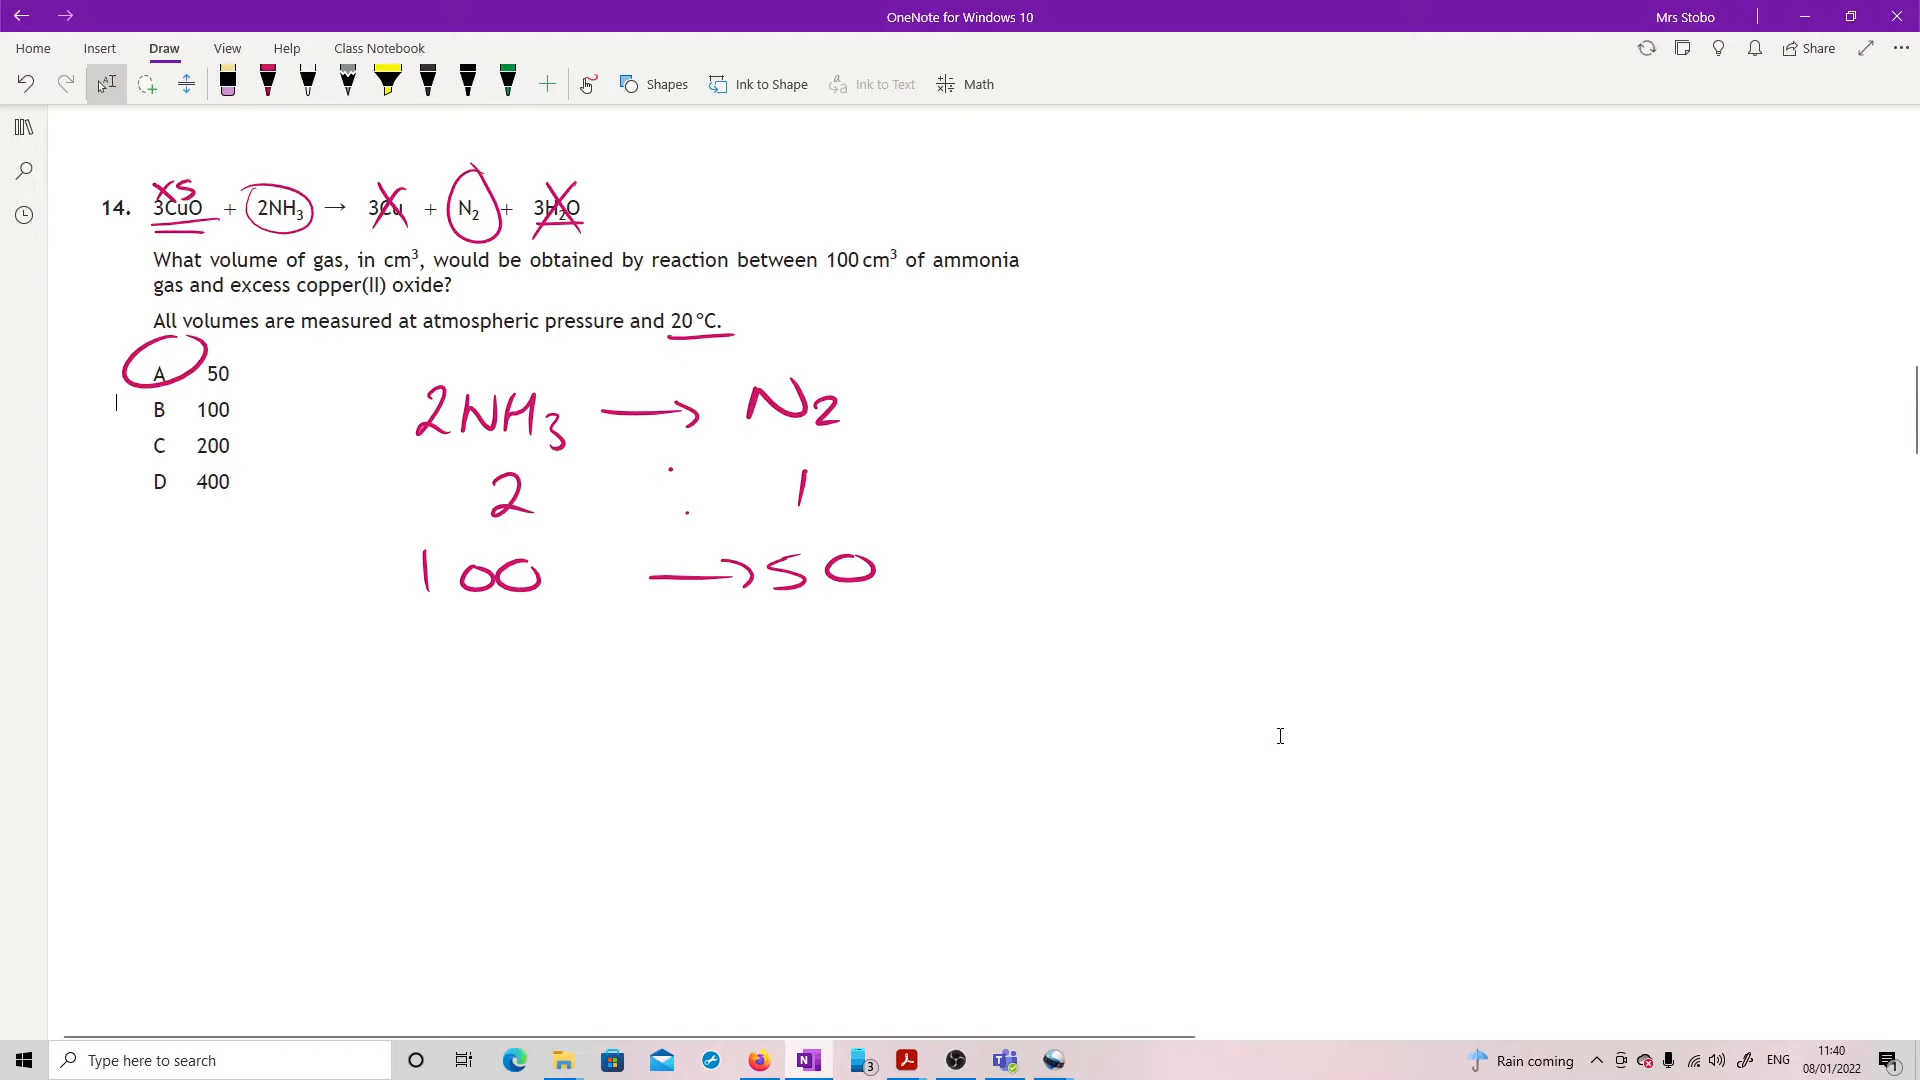 OneNote for Windows 10
Mrs Stobo
Home Insert Draw View Help Class Notebook
Share
Shapes Ink to Shape Ink to Text Math
xs
14. 3CuO + 2NH₃ → 3Cu + N₂ + 3H₂O
What volume of gas, in cm³, would be obtained by reaction between 100 cm³ of ammonia
gas and excess copper(II) oxide?
All volumes are measured at atmospheric pressure and 20 °C.
A 50
B 100
C 200
D 400
2NH₃ → N₂
2 : 1
100 → 50
Type here to search
3
Rain coming
ENG
11:40
08/01/2022
1